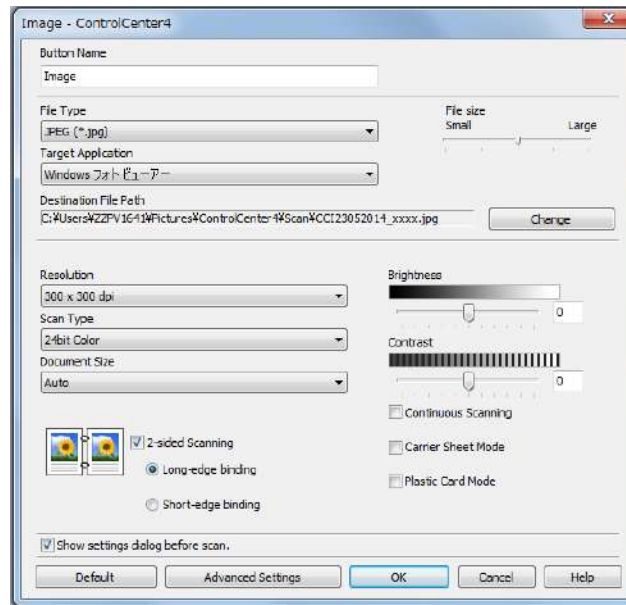 Image - ControlCenter4
Button Name
Image
File Type
JPEG (*.jpg)
File size
Small Large
Target Application
Windows フォト ビューアー
Destination File Path
C:¥Users¥ZZPV1641¥Pictures¥ControlCenter4¥Scan¥CCI23052014_xxxx.jpg
Change
Resolution
300 x 300 dpi
Scan Type
24bit Color
Document Size
Auto
Brightness
0
Contrast
0
Continuous Scanning
Carrier Sheet Mode
Plastic Card Mode
2-sided Scanning
Long-edge binding
Short-edge binding
Show settings dialog before scan.
Default Advanced Settings OK Cancel Help